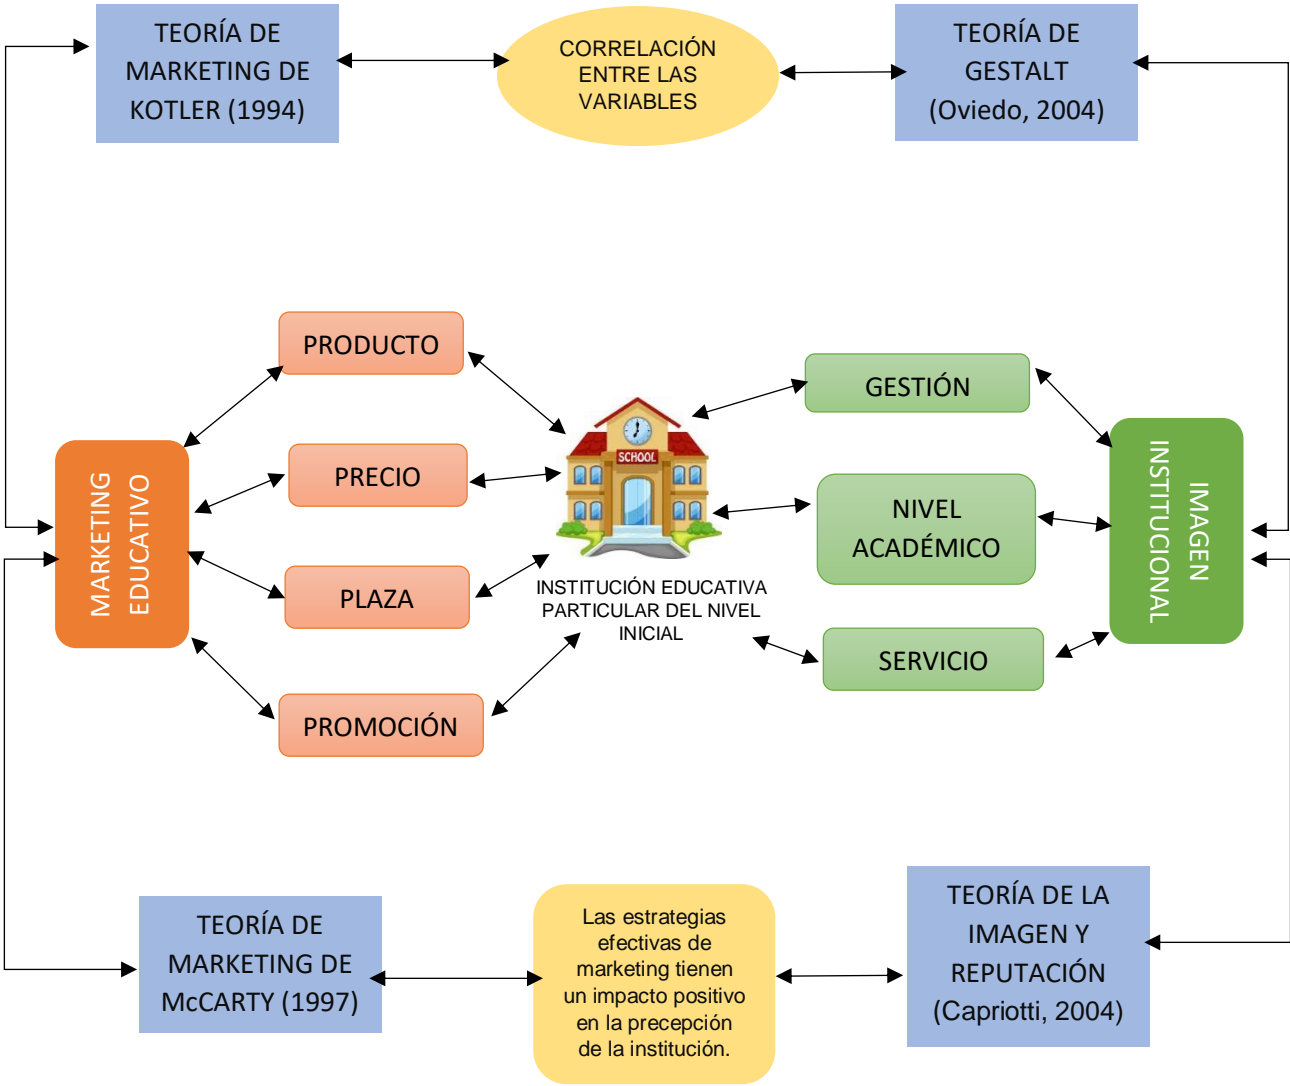 TEORÍA DE
MARKETING DE
KOTLER (1994)
CORRELACIÓN
ENTRE LAS
VARIABLES
TEORÍA DE
GESTALT
(Oviedo, 2004)
MARKETING
EDUCATIVO
PRODUCTO
PRECIO
PLAZA
PROMOCIÓN
SCHOOL
INSTITUCIÓN EDUCATIVA
PARTICULAR DEL NIVEL
INICIAL
GESTIÓN
NIVEL
ACADÉMICO
SERVICIO
IMAGEN
INSTITUCIONAL
TEORÍA DE
MARKETING DE
McCARTY (1997)
Las estrategias
efectivas de
marketing tienen
un impacto positivo
en la precepción
de la institución.
TEORÍA DE LA
IMAGEN Y
REPUTACIÓN
(Capriotti, 2004)